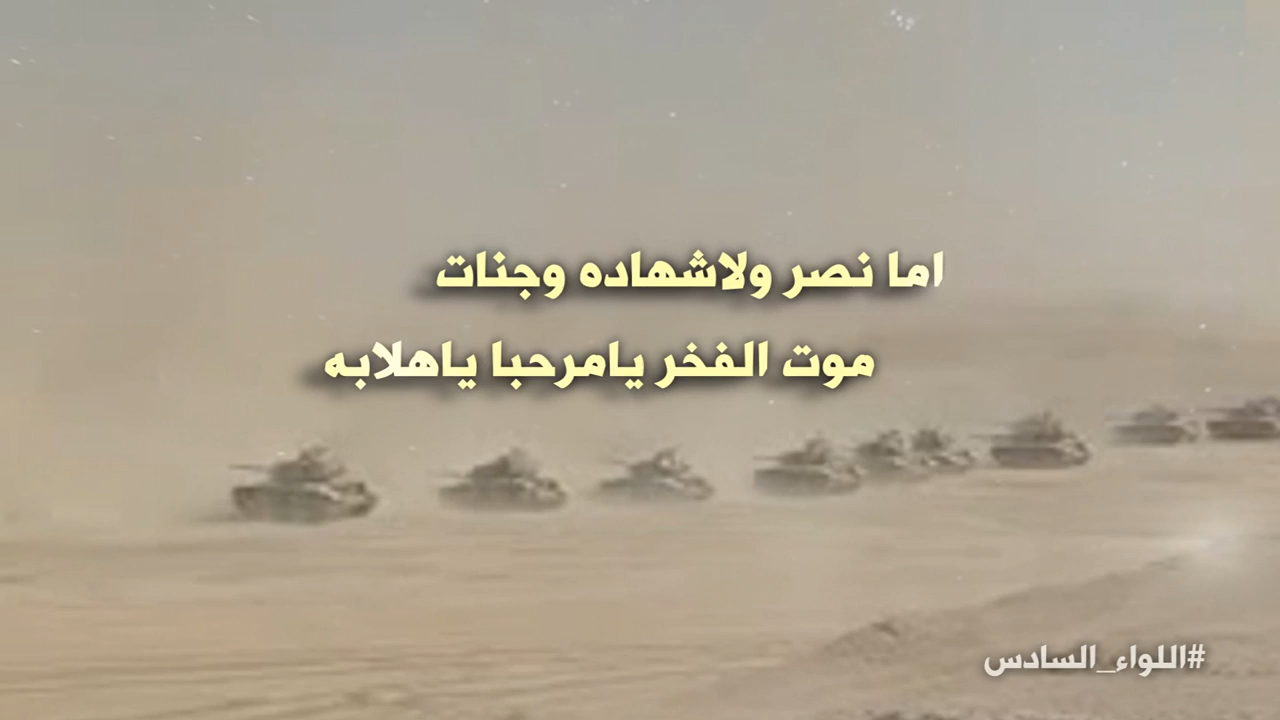 اما نصر ولاشهاده وجنات
موت الفخر يامرحبا ياهلابه
#اللواء_السادس